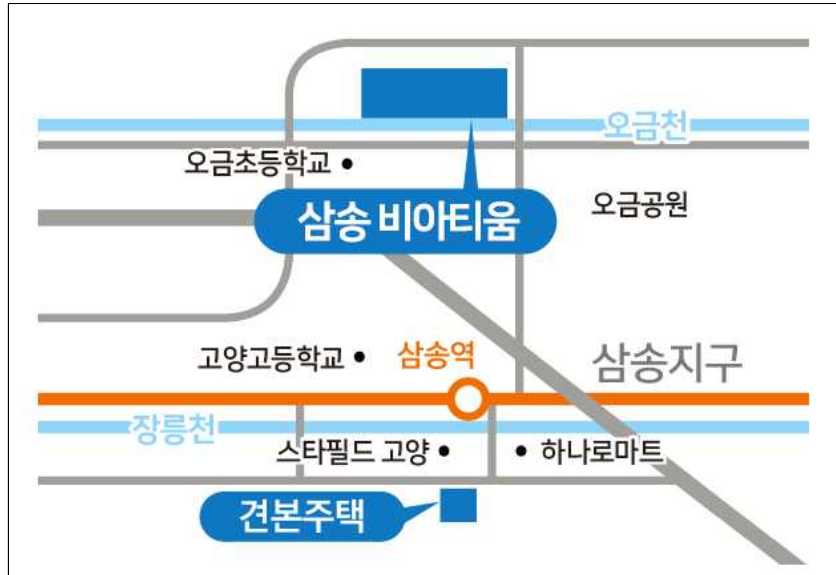 오금천
오금초등학교
오금공원
삼송 비아티움
고양고등학교
삼송역
삼송지구
장릉천
스타필드 고양
하나로마트
견본주택